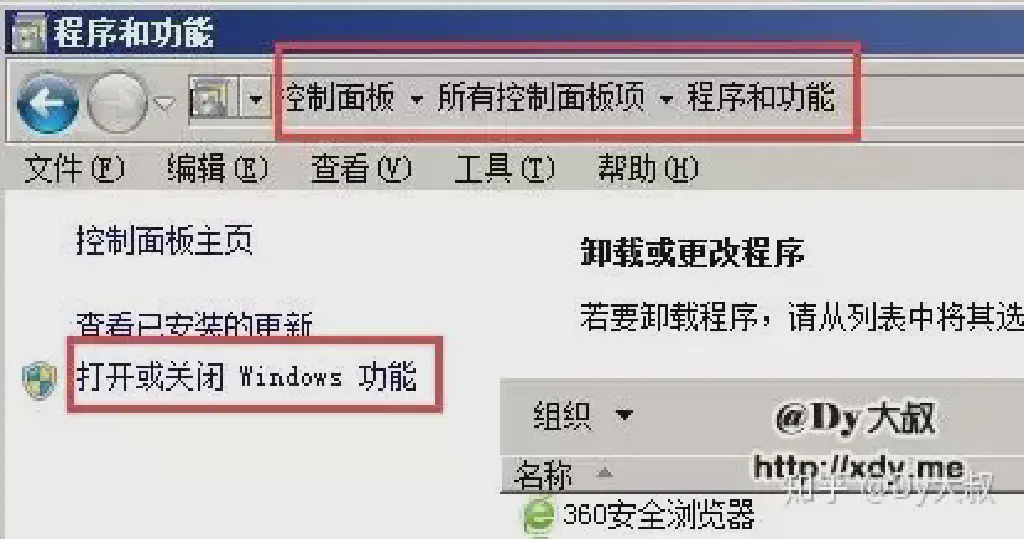 程序和功能
控制面板 ▾ 所有控制面板项 ▾ 程序和功能
文件(F) 编辑(E) 查看(V) 工具(T) 帮助(H)
控制面板主页
卸载或更改程序
查看已安装的更新
若要卸载程序，请从列表中将其选
打开或关闭 Windows 功能
组织 ▾
@Dy大叔
http://xdy.me
名称
知乎 @Dy大叔
360安全浏览器